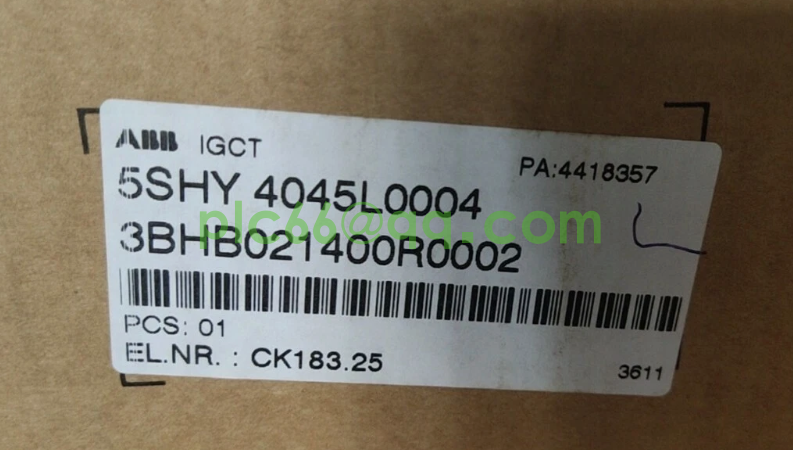 ABB IGCT
PA:4418357
5SHY 4045L0004
plc66@qq.com
3BHB021400R0002
PCS: 01
EL.NR. : CK183.25
3611